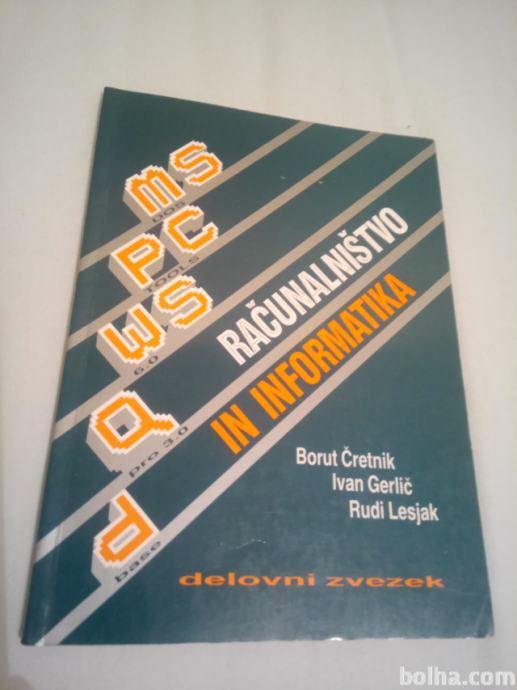 MS
DOS
PC
TOOLS
WS
6.0
Q
pro 3.0
d
base
RAČUNALNIŠTVO
IN INFORMATIKA
Borut Čretnik
Ivan Gerlič
Rudi Lesjak
delovni zvezek
bolha.com